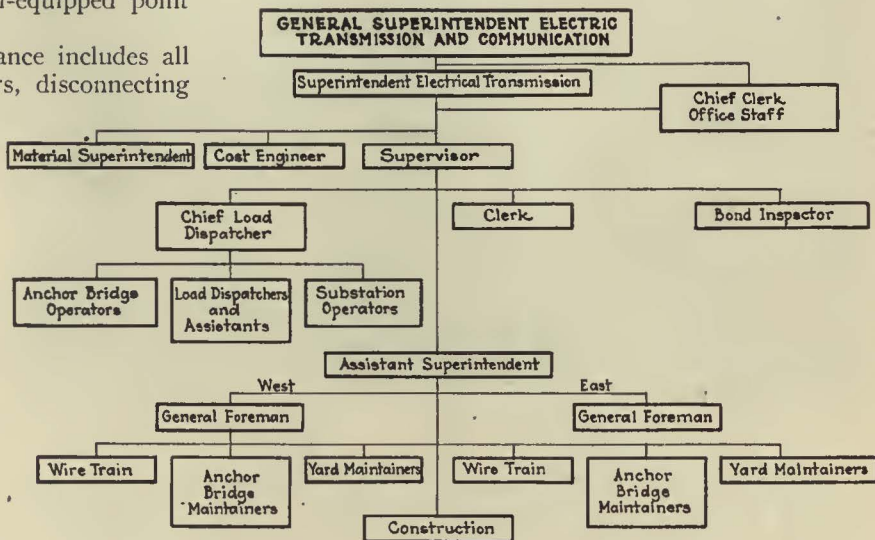 -equipped point
ance includes all
rs, disconnecting
GENERAL SUPERINTENDENT ELECTRIC
TRANSMISSION AND COMMUNICATION
Superintendent Electrical Transmission
Chief Clerk
Office Staff
Material Superintendent
Cost Engineer
Supervisor
Chief Load
Dispatcher
Clerk
Bond Inspector
Anchor Bridge
Operators
Load Dispatchers
and
Assistants
Substation
Operators
Assistant Superintendent
West
East
General Foreman
General Foreman
Wire Train
Anchor
Bridge
Maintainers
Yard Maintainers
Wire Train
Anchor
Bridge
Maintainers
Yard Maintainers
Construction